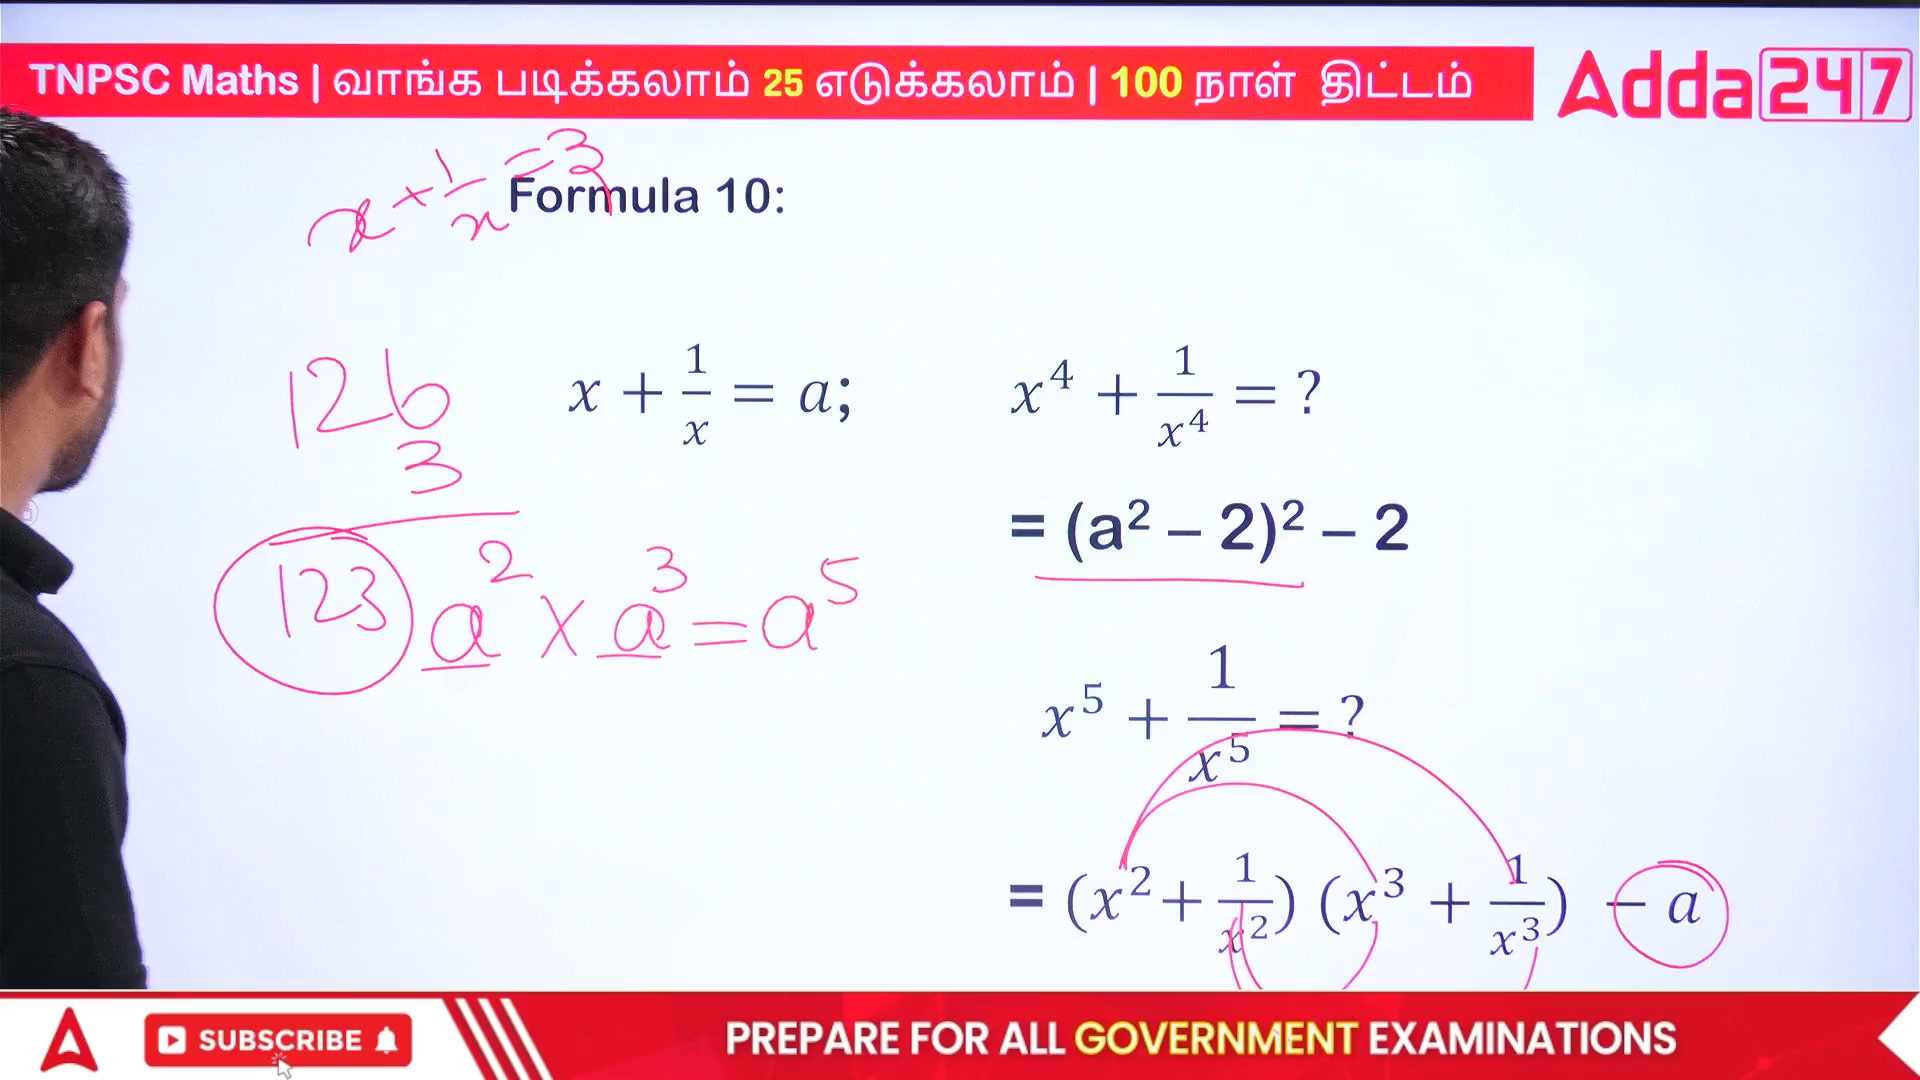 TNPSC Maths | வாங்க படிக்கலாம் 25 எடுக்கலாம் | 100 நாள் திட்டம்
Adda247
x + 1/x = 3
Formula 10:
126
3
123
x + 1/x = a;
x⁴ + 1/x⁴ = ?
= (a² – 2)² – 2
a² × a³ = a⁵
x⁵ + 1/x⁵ = ?
= (x² + 1/x²) (x³ + 1/x³) − a
SUBSCRIBE
PREPARE FOR ALL GOVERNMENT EXAMINATIONS